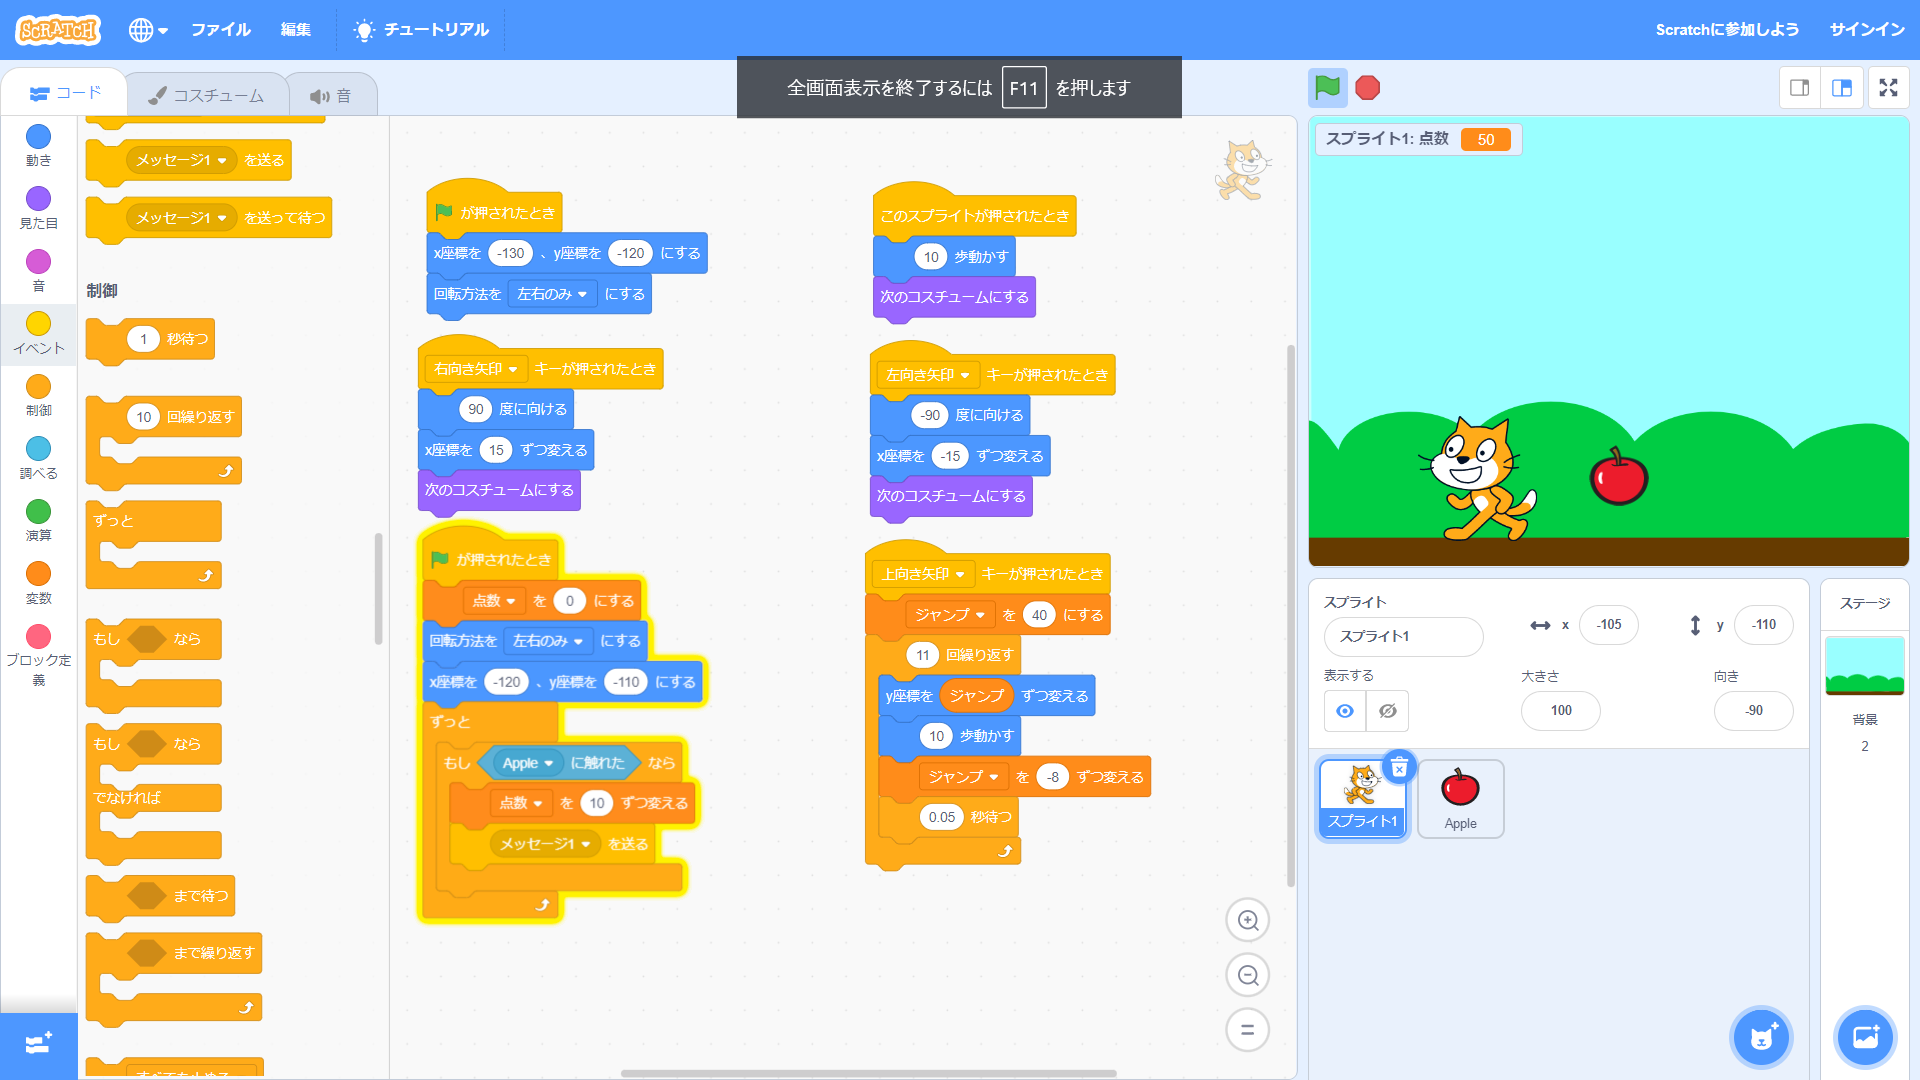 SCRATCH
ファイル
編集
チュートリアル
Scratchに参加しよう
サインイン
全画面表示を終了するには F11 を押します
コード
コスチューム
音
動き
見た目
音
イベント
制御
調べる
演算
変数
ブロック定義
メッセージ1 を送る
メッセージ1 を送って待つ
制御
1 秒待つ
10 回繰り返す
ずっと
もし なら
もし なら
でなければ
まで待つ
まで繰り返す
が押されたとき
x座標を -130 、y座標を -120 にする
回転方法を 左右のみ にする
右向き矢印 キーが押されたとき
90 度に向ける
x座標を 15 ずつ変える
次のコスチュームにする
が押されたとき
点数 を 0 にする
回転方法を 左右のみ にする
x座標を -120 、y座標を -110 にする
ずっと
もし Apple に触れた なら
点数 を 10 ずつ変える
メッセージ1 を送る
このスプライトが押されたとき
10 歩動かす
次のコスチュームにする
左向き矢印 キーが押されたとき
-90 度に向ける
x座標を -15 ずつ変える
次のコスチュームにする
上向き矢印 キーが押されたとき
ジャンプ を 40 にする
11 回繰り返す
y座標を ジャンプ ずつ変える
10 歩動かす
ジャンプ を -8 ずつ変える
0.05 秒待つ
スプライト1: 点数 50
スプライト
スプライト1
x -105
y -110
表示する
大きさ
100
向き
-90
スプライト1
Apple
ステージ
背景
2